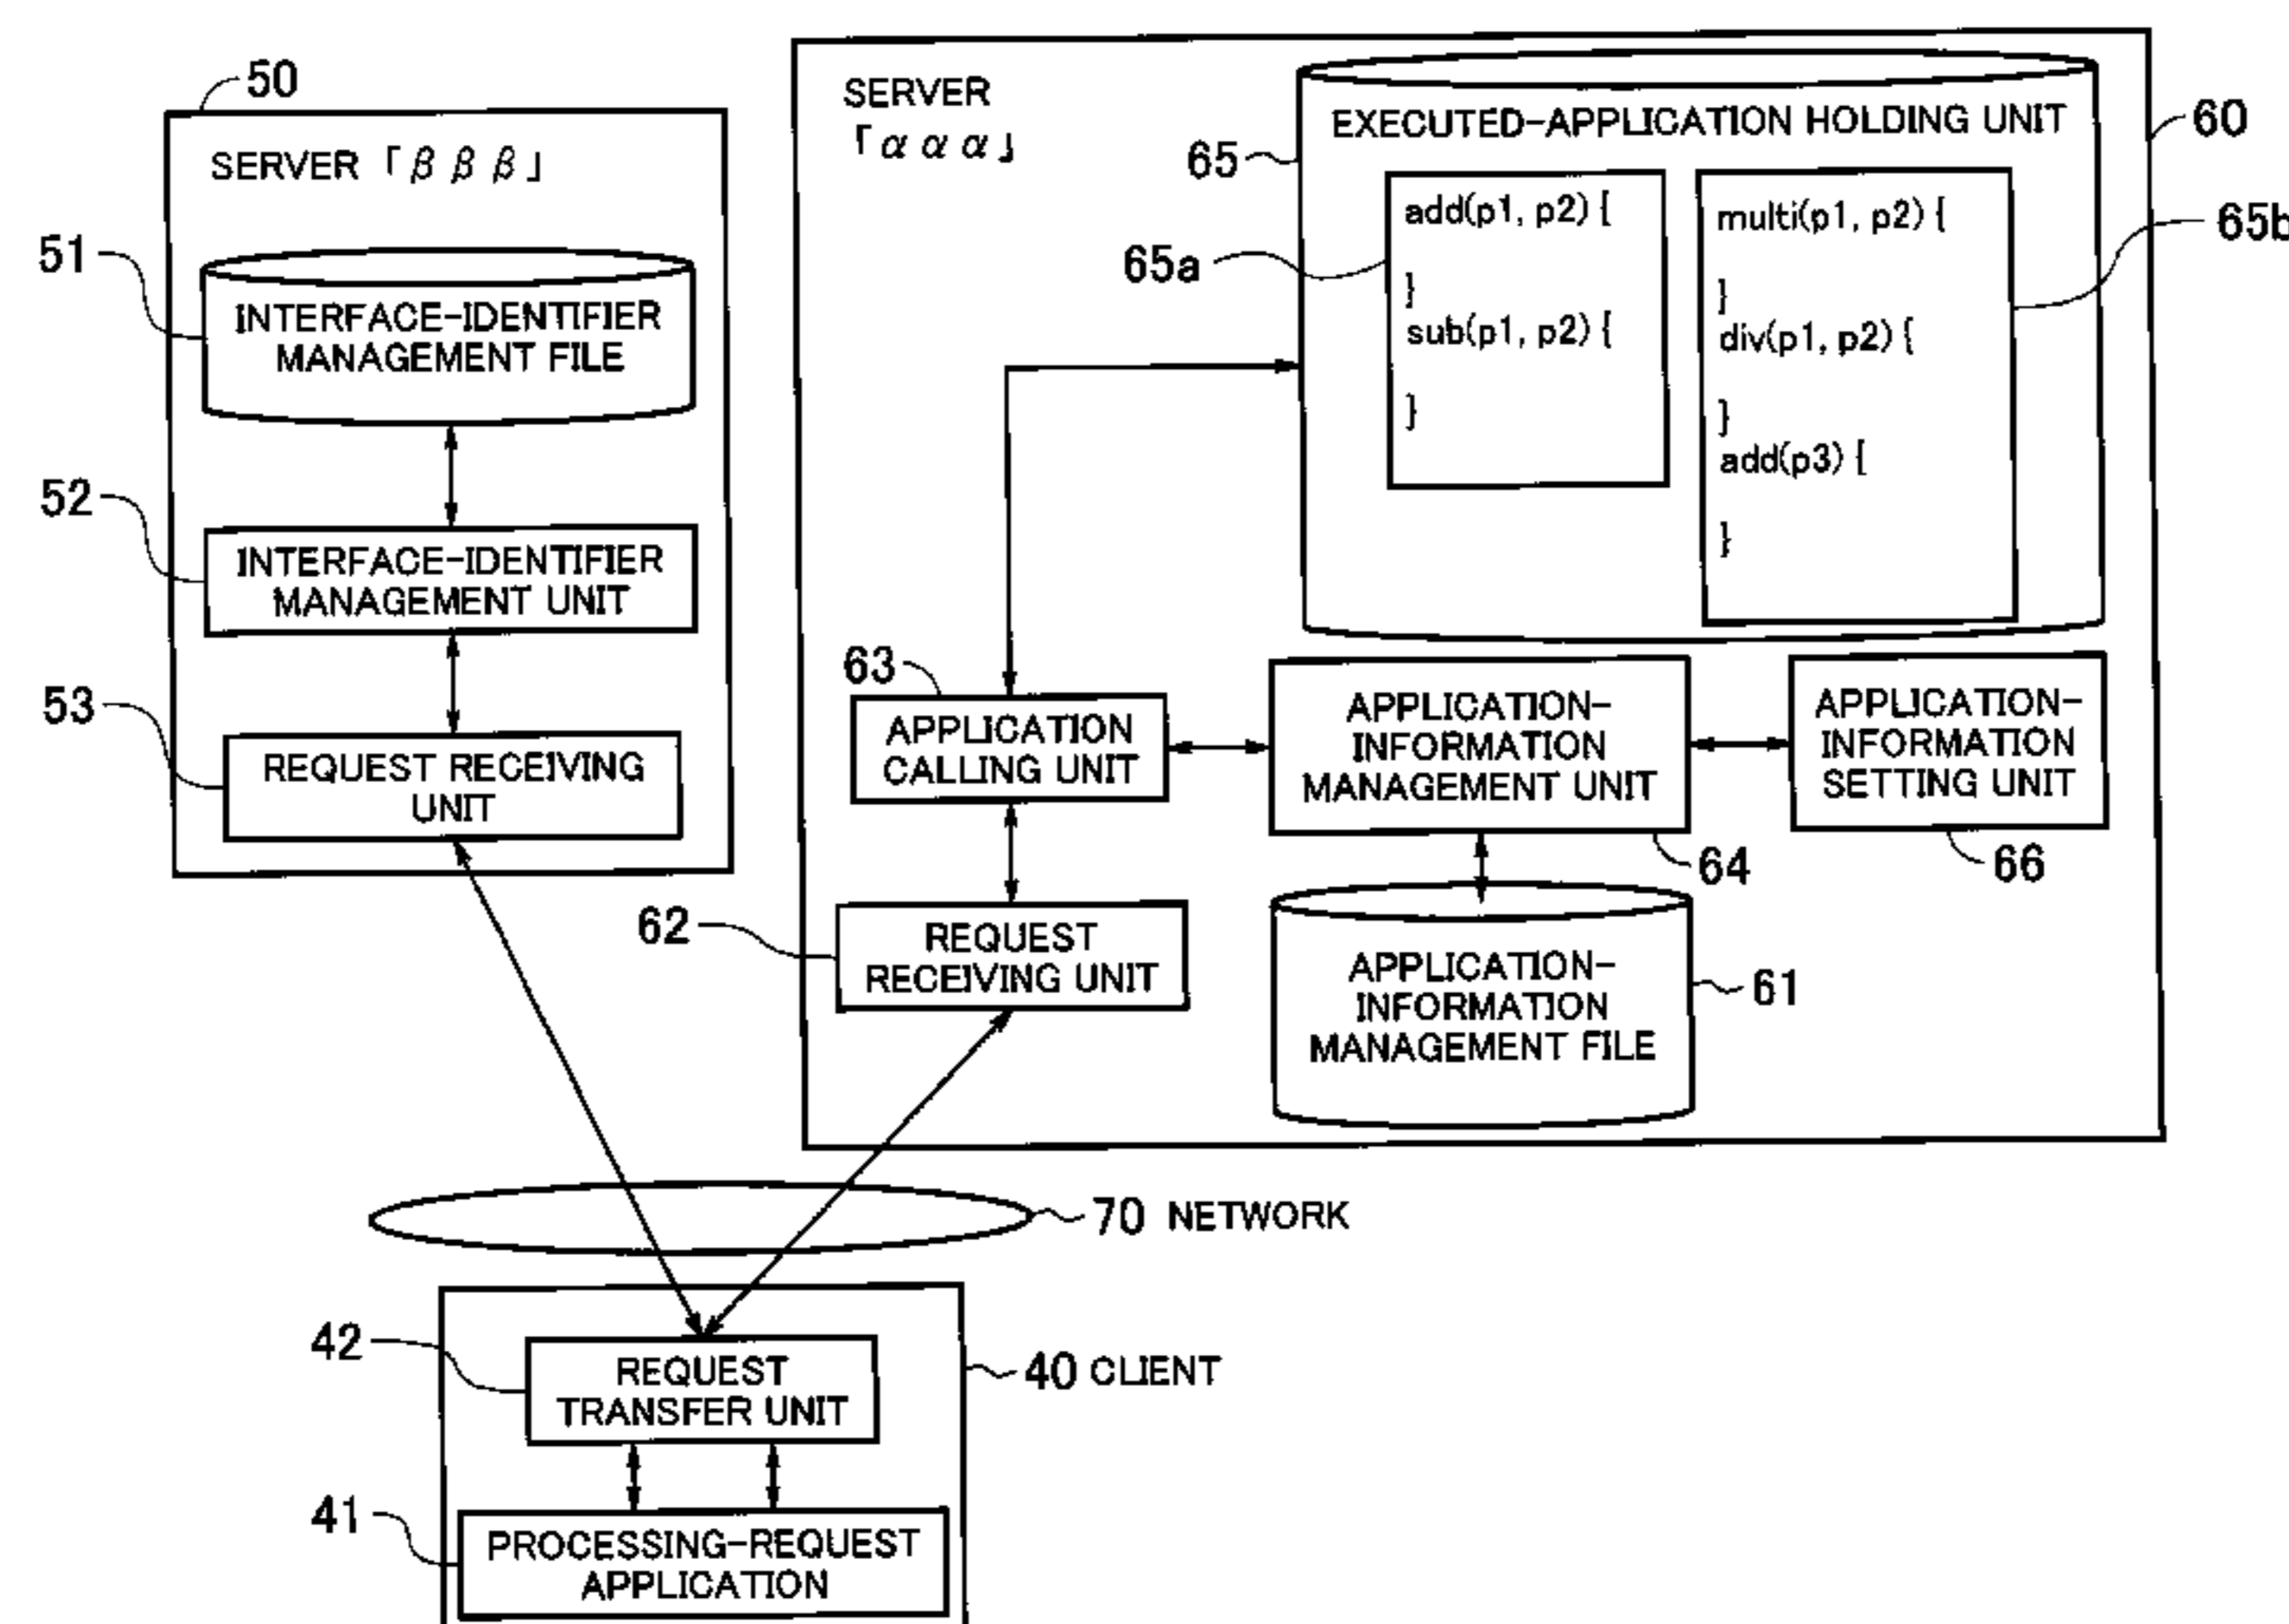 50
SERVER 「β β β」
51
INTERFACE-IDENTIFIER
MANAGEMENT FILE
52
INTERFACE-IDENTIFIER
MANAGEMENT UNIT
53
REQUEST RECEIVING
UNIT
SERVER
「α α α」
60
65
EXECUTED-APPLICATION HOLDING UNIT
65a
add(p1, p2) {
}
sub(p1, p2) {
}
65b
multi(p1, p2) {
}
div(p1, p2) {
}
add(p3) {
}
63
APPLICATION
CALLING UNIT
APPLICATION-
INFORMATION
MANAGEMENT UNIT
64
APPLICATION-
INFORMATION
SETTING UNIT
66
62
REQUEST
RECEIVING UNIT
APPLICATION-
INFORMATION
MANAGEMENT FILE
61
70 NETWORK
42
REQUEST
TRANSFER UNIT
40 CLIENT
41
PROCESSING-REQUEST
APPLICATION